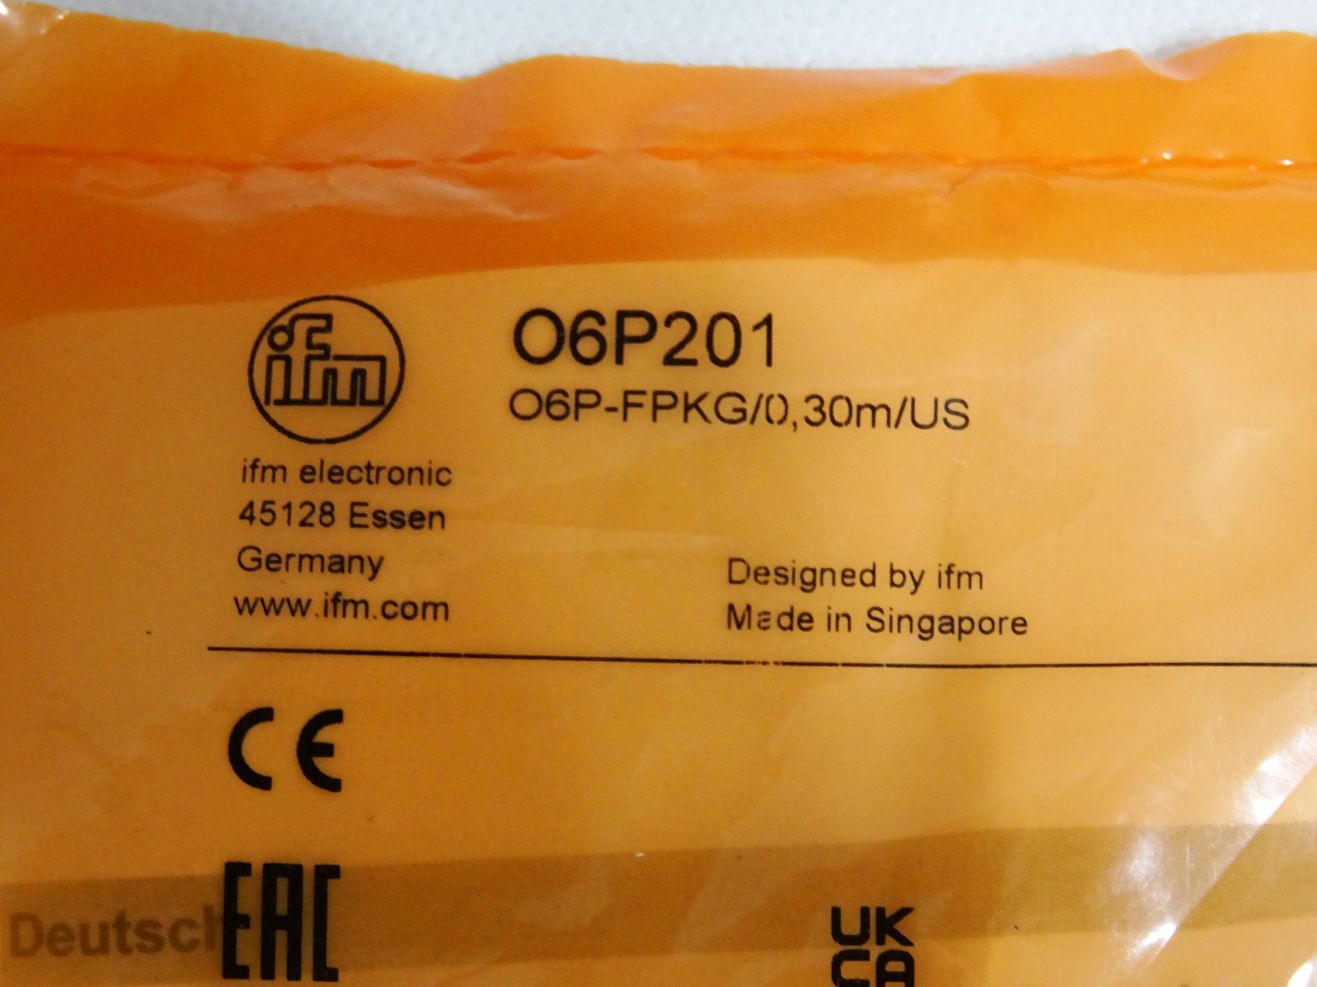 ifm
O6P201
O6P-FPKG/0,30m/US
ifm electronic
45128 Essen
Germany
www.ifm.com
Designed by ifm
Made in Singapore
CE
EAC
Deutsch
UK
CA